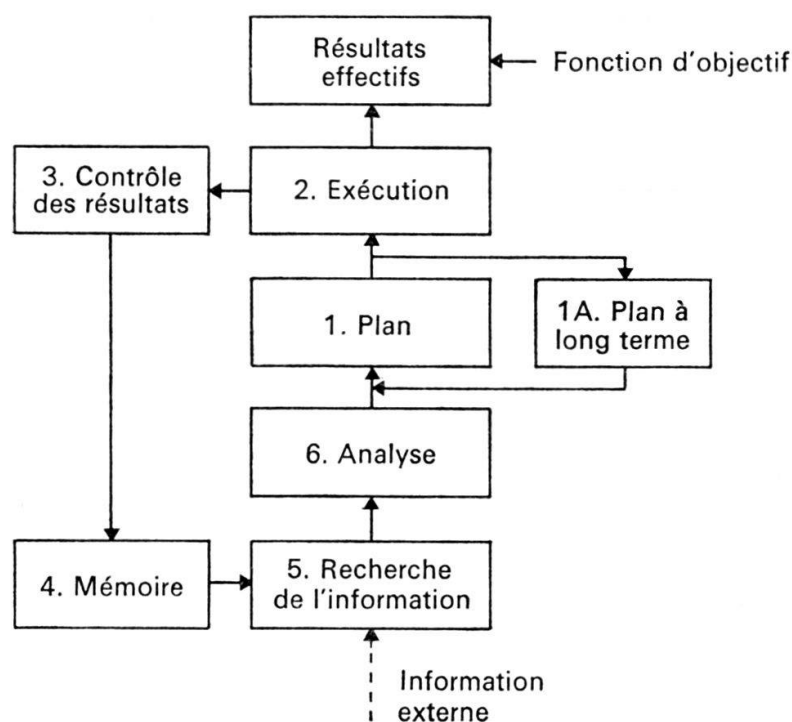 Résultats
effectifs
Fonction d'objectif
3. Contrôle
des résultats
2. Exécution
1. Plan
1A. Plan à
long terme
6. Analyse
4. Mémoire
5. Recherche
de l'information
Information
externe